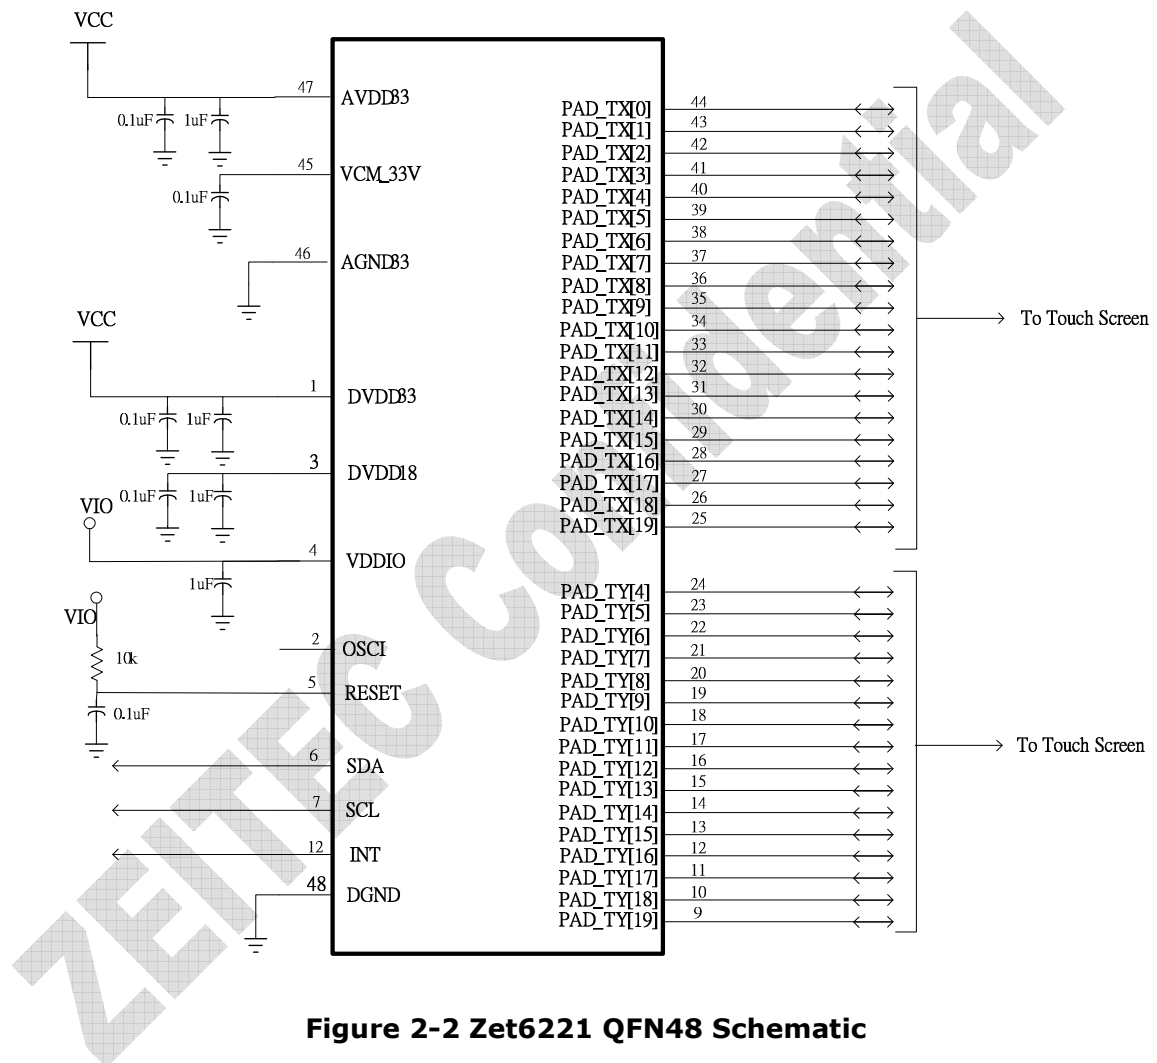 VCC
47
AVDD33
0.1uF
1uF
45
VCM_33V
0.1uF
46
AGND33
VCC
1
DVDD33
0.1uF
1uF
3
DVDD18
0.1uF
1uF
VIO
4
VDDIO
1uF
VIO
2
OSCI
10k
5
RESET
0.1uF
6
SDA
7
SCL
12
INT
48
DGND
PAD_TX[0] 44
PAD_TX[1] 43
PAD_TX[2] 42
PAD_TX[3] 41
PAD_TX[4] 40
PAD_TX[5] 39
PAD_TX[6] 38
PAD_TX[7] 37
PAD_TX[8] 36
PAD_TX[9] 35
PAD_TX[10] 34
PAD_TX[11] 33
PAD_TX[12] 32
PAD_TX[13] 31
PAD_TX[14] 30
PAD_TX[15] 29
PAD_TX[16] 28
PAD_TX[17] 27
PAD_TX[18] 26
PAD_TX[19] 25
To Touch Screen
PAD_TY[4] 24
PAD_TY[5] 23
PAD_TY[6] 22
PAD_TY[7] 21
PAD_TY[8] 20
PAD_TY[9] 19
PAD_TY[10] 18
PAD_TY[11] 17
PAD_TY[12] 16
PAD_TY[13] 15
PAD_TY[14] 14
PAD_TY[15] 13
PAD_TY[16] 12
PAD_TY[17] 11
PAD_TY[18] 10
PAD_TY[19] 9
To Touch Screen
ZEITEC Confidential
Figure 2-2 Zet6221 QFN48 Schematic